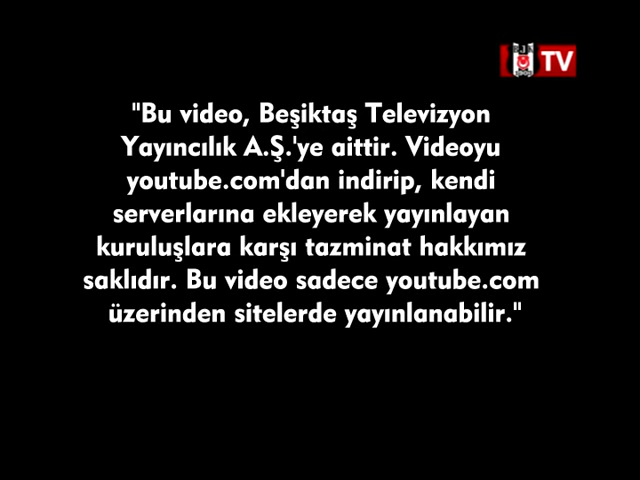 TV
"Bu video, Beşiktaş Televizyon
Yayıncılık A.Ş.'ye aittir. Videoyu
youtube.com'dan indirip, kendi
serverlarına ekleyerek yayınlayan
kuruluşlara karşı tazminat hakkımız
saklıdır. Bu video sadece youtube.com
üzerinden sitelerde yayınlanabilir."